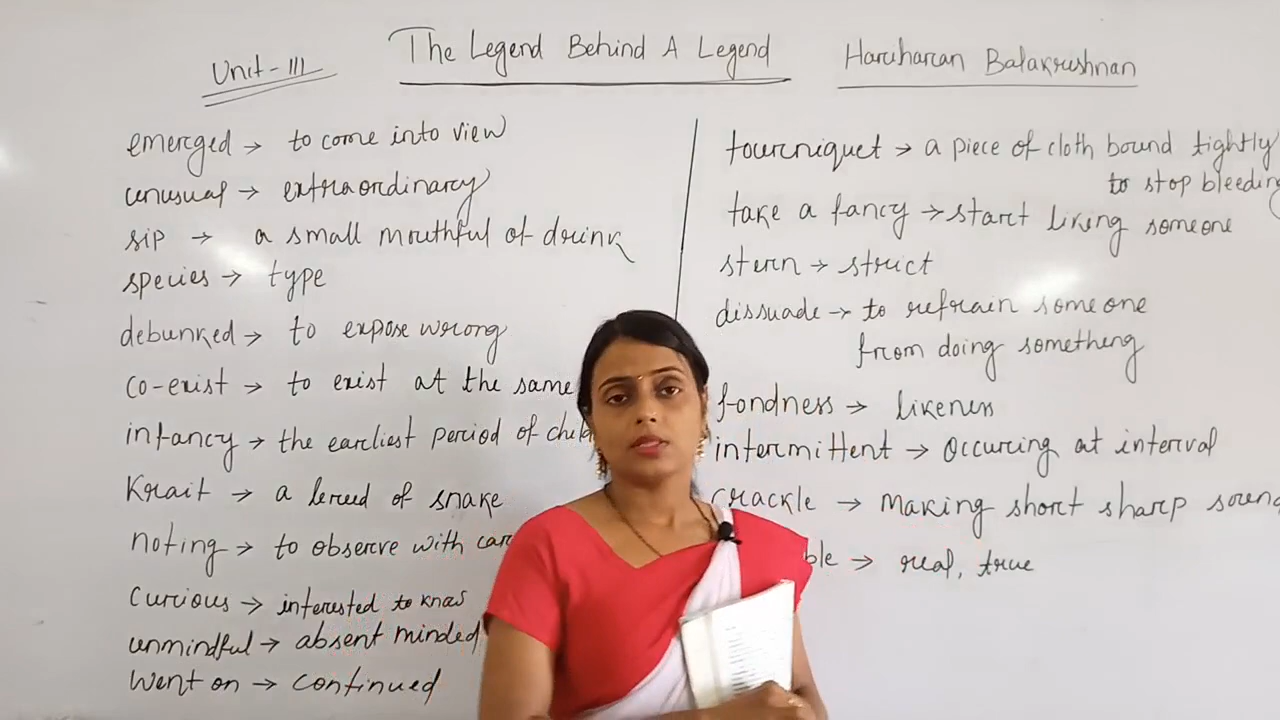 Unit-III
The Legend Behind A Legend
Hariharan Balakrishnan
emerged → to come into view
unusual → extraordinary
sip → a small mouthful of drink
species → type
debunked → to expose wrong
co-exist → to exist at the same
infancy → the earliest period of
Krait → a breed of snake
noting → to observe with
curious → interested to know
unmindful → absent minded
Went on → continued
tourniquet → a piece of cloth bound tightly
to stop bleeding
take a fancy → start liking someone
stern → strict
dissuade → to refrain someone
from doing something
fondness → likeness
intermittent → Occuring at interval
Crackle → Making short sharp
→ real, true